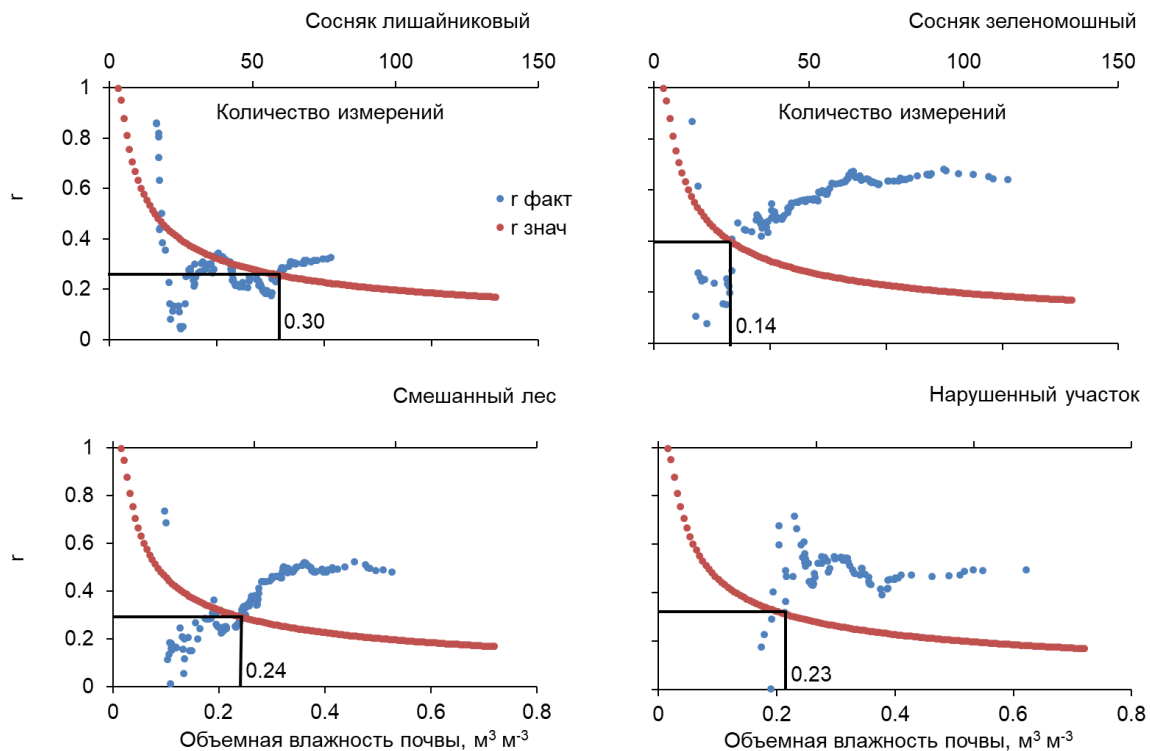 Сосняк лишайниковый
0 50 100 150
Количество измерений
1
0.8
0.6
0.4
0.2
0
r
r факт
r знач
0.30
Сосняк зеленомошный
0 50 100 150
Количество измерений
0.14
Смешанный лес
1
0.8
0.6
0.4
0.2
0
r
0.24
0 0.2 0.4 0.6 0.8
Объемная влажность почвы, м³ м⁻³
Нарушенный участок
0.23
0 0.2 0.4 0.6 0.8
Объемная влажность почвы, м³ м⁻³